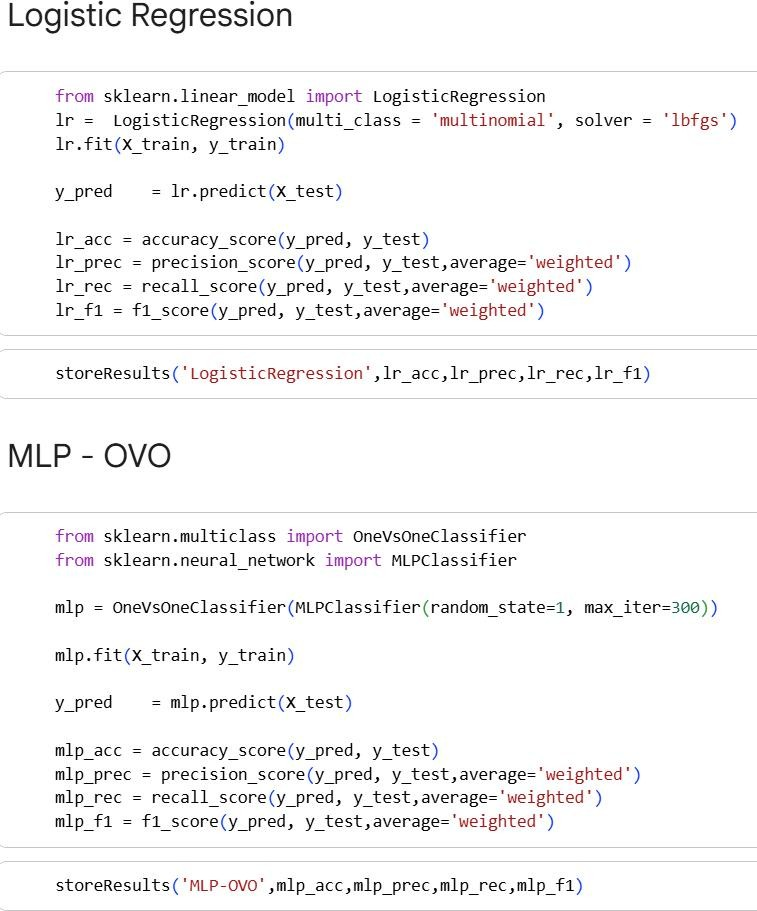 Logistic Regression
from sklearn.linear_model import LogisticRegression
lr =  LogisticRegression(multi_class = 'multinomial', solver = 'lbfgs')
lr.fit(X_train, y_train)
y_pred    = lr.predict(X_test)
lr_acc = accuracy_score(y_pred, y_test)
lr_prec = precision_score(y_pred, y_test,average='weighted')
lr_rec = recall_score(y_pred, y_test,average='weighted')
lr_f1 = f1_score(y_pred, y_test,average='weighted')
storeResults('LogisticRegression',lr_acc,lr_prec,lr_rec,lr_f1)
MLP - OVO
from sklearn.multiclass import OneVsOneClassifier
from sklearn.neural_network import MLPClassifier
mlp = OneVsOneClassifier(MLPClassifier(random_state=1, max_iter=300))
mlp.fit(X_train, y_train)
y_pred    = mlp.predict(X_test)
mlp_acc = accuracy_score(y_pred, y_test)
mlp_prec = precision_score(y_pred, y_test,average='weighted')
mlp_rec = recall_score(y_pred, y_test,average='weighted')
mlp_f1 = f1_score(y_pred, y_test,average='weighted')
storeResults('MLP-OVO',mlp_acc,mlp_prec,mlp_rec,mlp_f1)